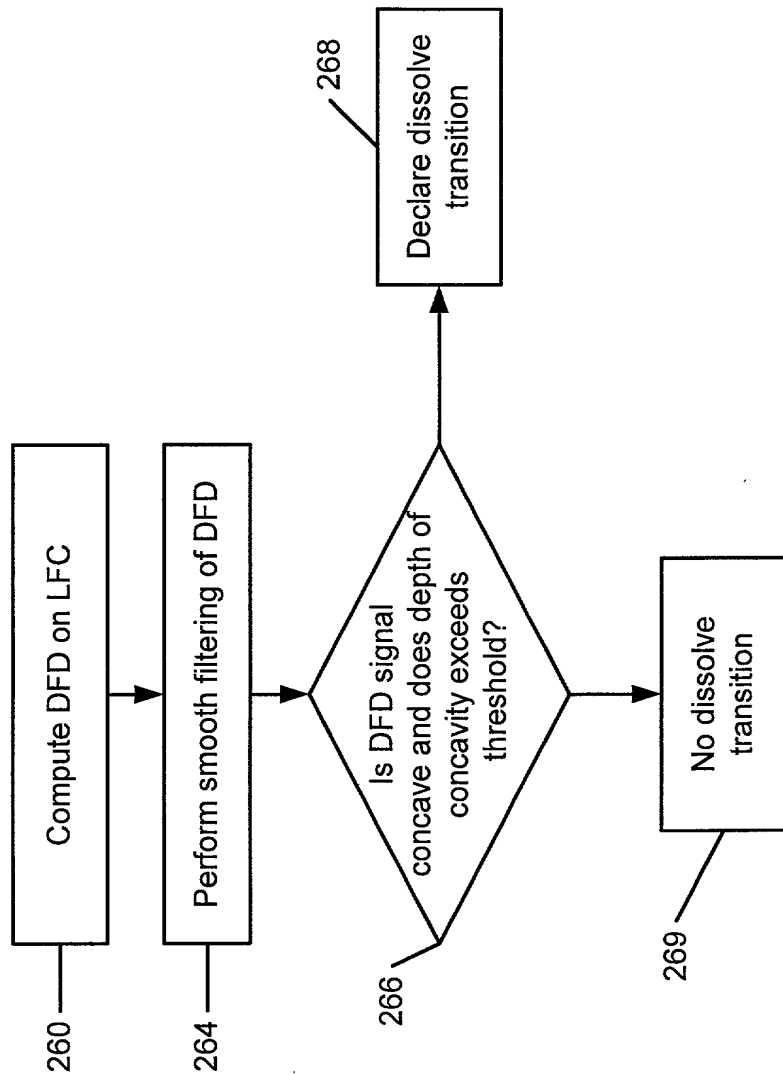 260
Compute DFD on LFC
264
Perform smooth filtering of DFD
266
Is DFD signal
concave and does depth of
concavity exceeds
threshold?
268
Declare dissolve
transition
269
No dissolve
transition